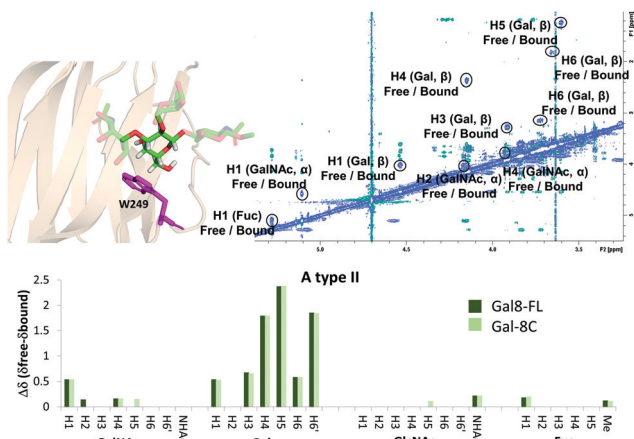 H5 (Gal, β)
Free / Bound
H6 (Gal, β)
Free / Bound
H4 (Gal, β)
Free / Bound
H6 (Gal, β)
Free / Bound
H3 (Gal, β)
Free / Bound
H1 (GalNAc, α)
Free / Bound
H1 (Gal, β)
Free / Bound
H2 (GalNAc, α)
Free / Bound
H4 (GalNAc, α)
Free / Bound
H1 (Fuc)
Free / Bound
W249
F1 [ppm]
2
3
4
5
5.0
4.5
4.0
3.5
F2 [ppm]
A type II
Δδ (δfree-δbound)
2.5
2
1.5
1
0.5
0
Gal8-FL
Gal-8C
H1 H2 H3 H4 H5 H6 H6' NHA
H1 H2 H3 H4 H5 H6 H6'
H1 H2 H3 H4 H5 H6 H6' NHA
H1 H2 H3 H4 H5 Me